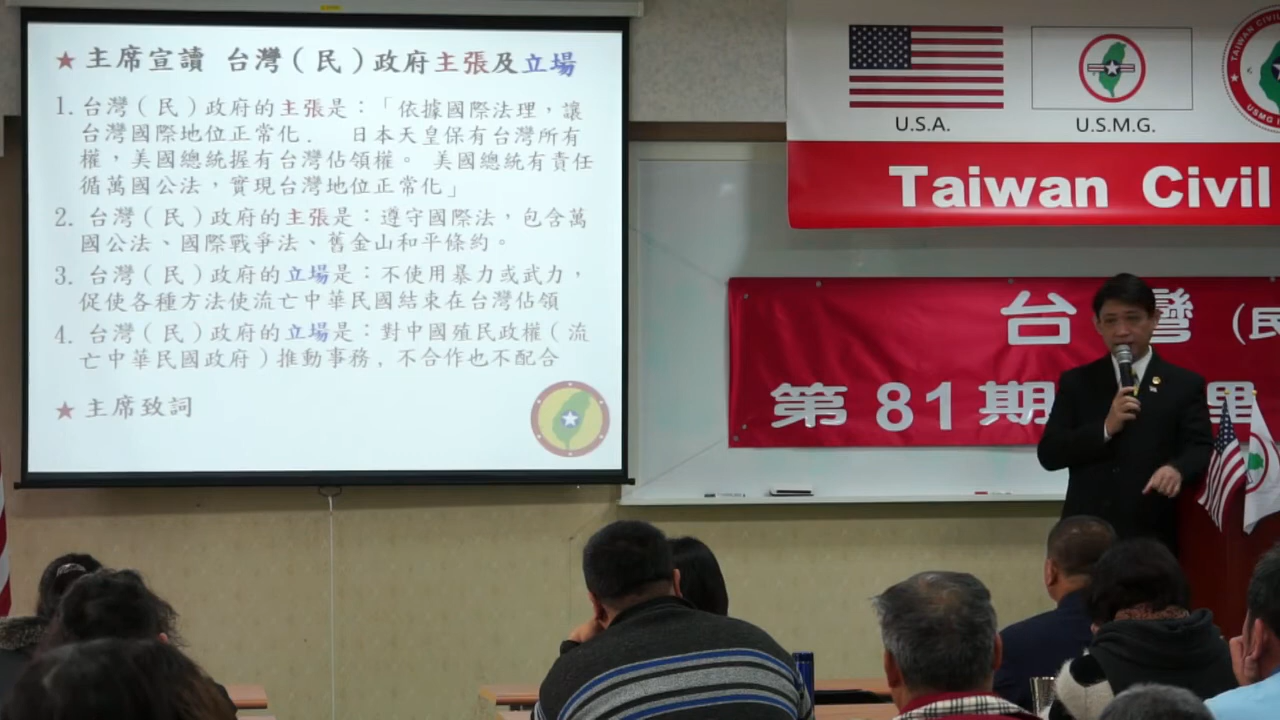 ★ 主席宣讀 台灣(民)政府主張及立場
1. 台灣(民)政府的主張是:「依據國際法理,讓
台灣國際地位正常化. 日本天皇保有台灣所有
權,美國總統握有台灣佔領權。 美國總統有責任
循萬國公法,實現台灣地位正常化」
2. 台灣(民)政府的主張是:遵守國際法,包含萬
國公法、國際戰爭法、舊金山和平條約。
3. 台灣(民)政府的立場是:不使用暴力或武力,
促使各種方法使流亡中華民國結束在台灣佔領
4. 台灣(民)政府的立場是:對中國殖民政權(流
亡中華民國政府)推動事務,不合作也不配合
★ 主席致詞
U.S.A.
U.S.M.G.
TAIWAN CIVIL
USMG
Taiwan Civil
台灣(民
第81期 理